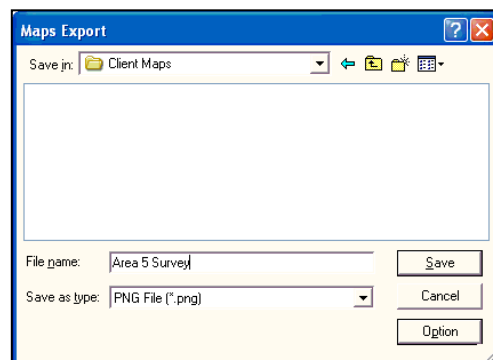 Maps Export
Save in: Client Maps
File name: Area 5 Survey
Save
Save as type: PNG File (*.png)
Cancel
Option